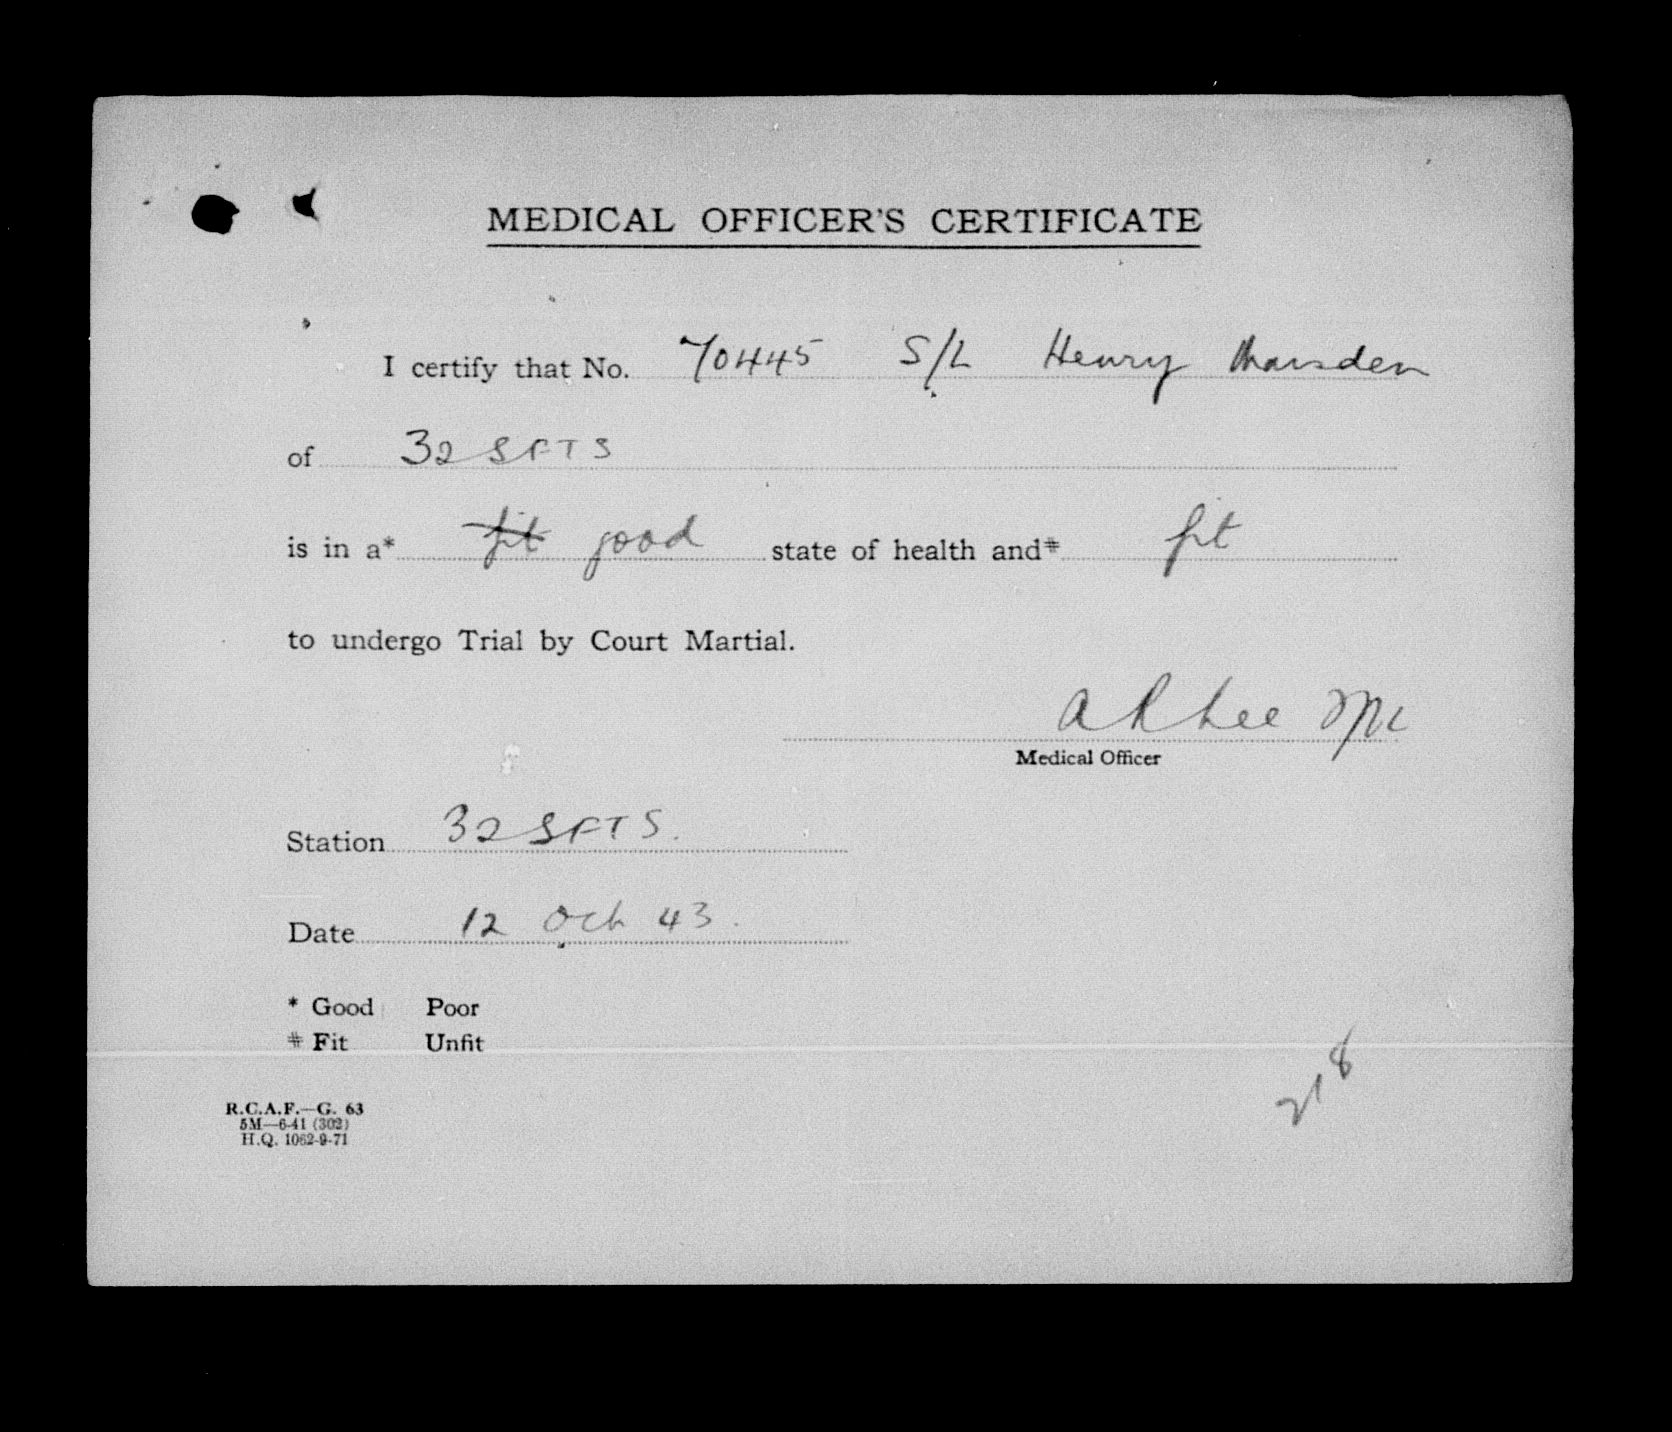 MEDICAL OFFICER'S CERTIFICATE
I certify that No. 70445 S/L Henry Marsden
of 32 SFTS
is in a* fit good state of health and# fit
to undergo Trial by Court Martial.
A R Lee
Medical Officer
Station 32 SFTS.
Date 12 Oct 43.
* Good Poor
# Fit Unfit
218
R.C.A.F.—G. 63
5M—6-41 (302)
H.Q. 1062-9-71